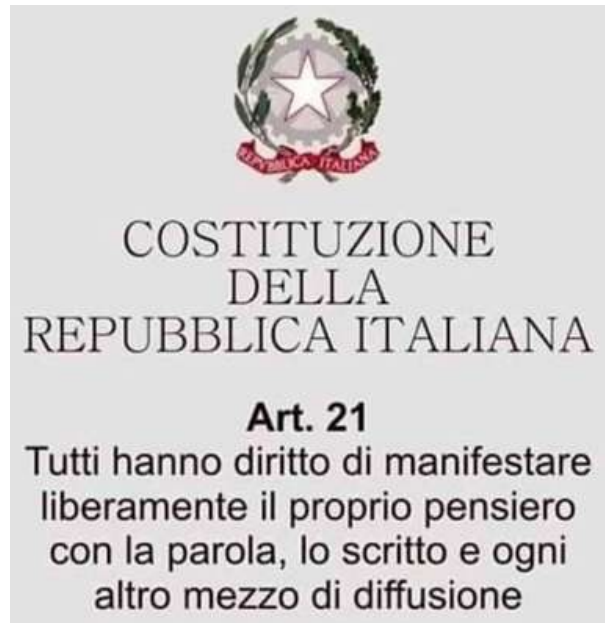 REPVBBLICA ITALIANA
COSTITUZIONE
DELLA
REPUBBLICA ITALIANA
Art. 21
Tutti hanno diritto di manifestare
liberamente il proprio pensiero
con la parola, lo scritto e ogni
altro mezzo di diffusione